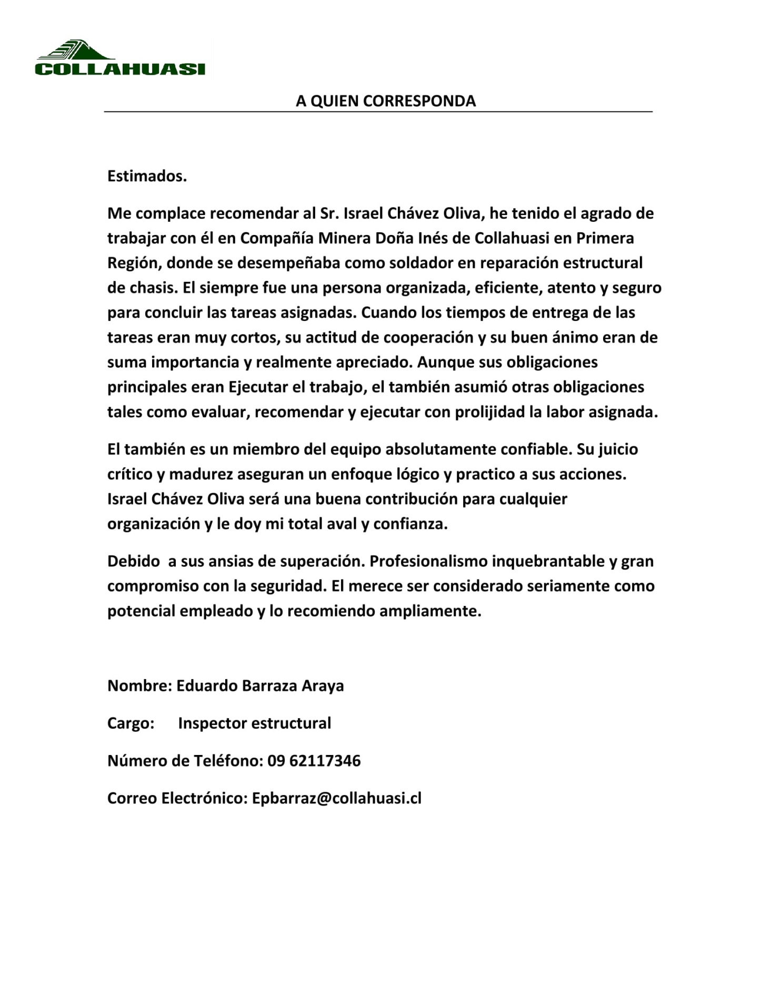 COLLAHUASI
A QUIEN CORRESPONDA
Estimados.
Me complace recomendar al Sr. Israel Chávez Oliva, he tenido el agrado de
trabajar con él en Compañía Minera Doña Inés de Collahuasi en Primera
Región, donde se desempeñaba como soldador en reparación estructural
de chasis. El siempre fue una persona organizada, eficiente, atento y seguro
para concluir las tareas asignadas. Cuando los tiempos de entrega de las
tareas eran muy cortos, su actitud de cooperación y su buen ánimo eran de
suma importancia y realmente apreciado. Aunque sus obligaciones
principales eran Ejecutar el trabajo, el también asumió otras obligaciones
tales como evaluar, recomendar y ejecutar con prolijidad la labor asignada.
El también es un miembro del equipo absolutamente confiable. Su juicio
crítico y madurez aseguran un enfoque lógico y practico a sus acciones.
Israel Chávez Oliva será una buena contribución para cualquier
organización y le doy mi total aval y confianza.
Debido  a sus ansias de superación. Profesionalismo inquebrantable y gran
compromiso con la seguridad. El merece ser considerado seriamente como
potencial empleado y lo recomiendo ampliamente.
Nombre: Eduardo Barraza Araya
Cargo: Inspector estructural
Número de Teléfono: 09 62117346
Correo Electrónico: Epbarraz@collahuasi.cl